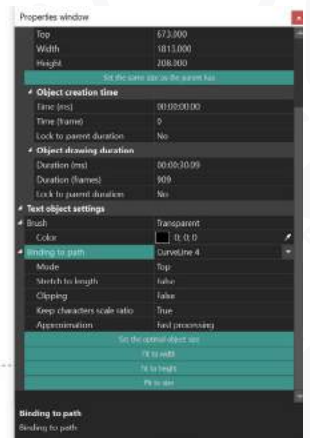 Properties window
Top 673.000
Width 1813.000
Height 208.000
Set the same size as the parent has
Object creation time
Time (ms) 00:00:00.00
Time (frame) 0
Lock to parent duration No
Object drawing duration
Duration (ms) 00:00:30.09
Duration (frames) 909
Lock to parent duration No
Text object settings
Brush Transparent
Color 0; 0; 0
Binding to path CurveLine 4
Mode Top
Stretch to length False
Clipping False
Keep characters scale ratio True
Approximation Fast processing
Set the optimal object size
Fit to width
Fit to height
Fit to size
Binding to path
Binding to path